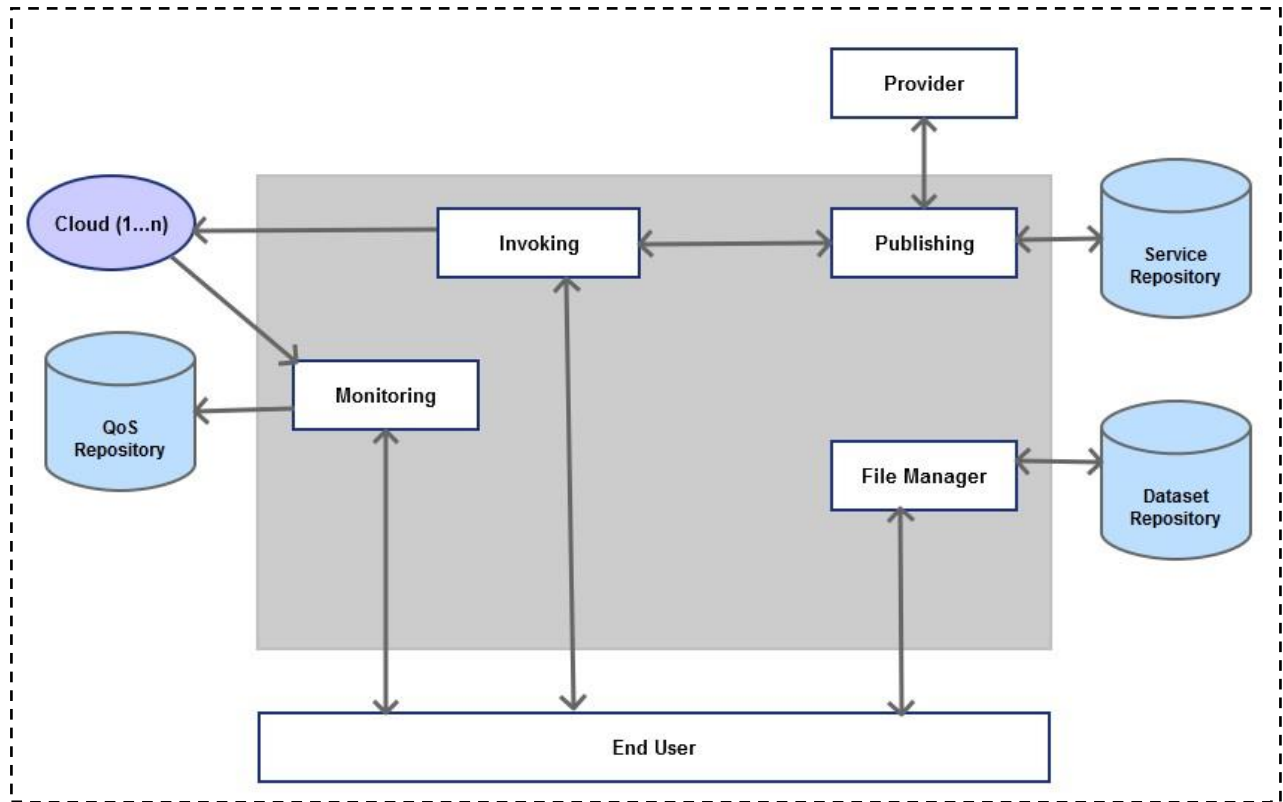 Provider
Cloud (1...n)
Invoking
Publishing
Service
Repository
Monitoring
QoS
Repository
File Manager
Dataset
Repository
End User